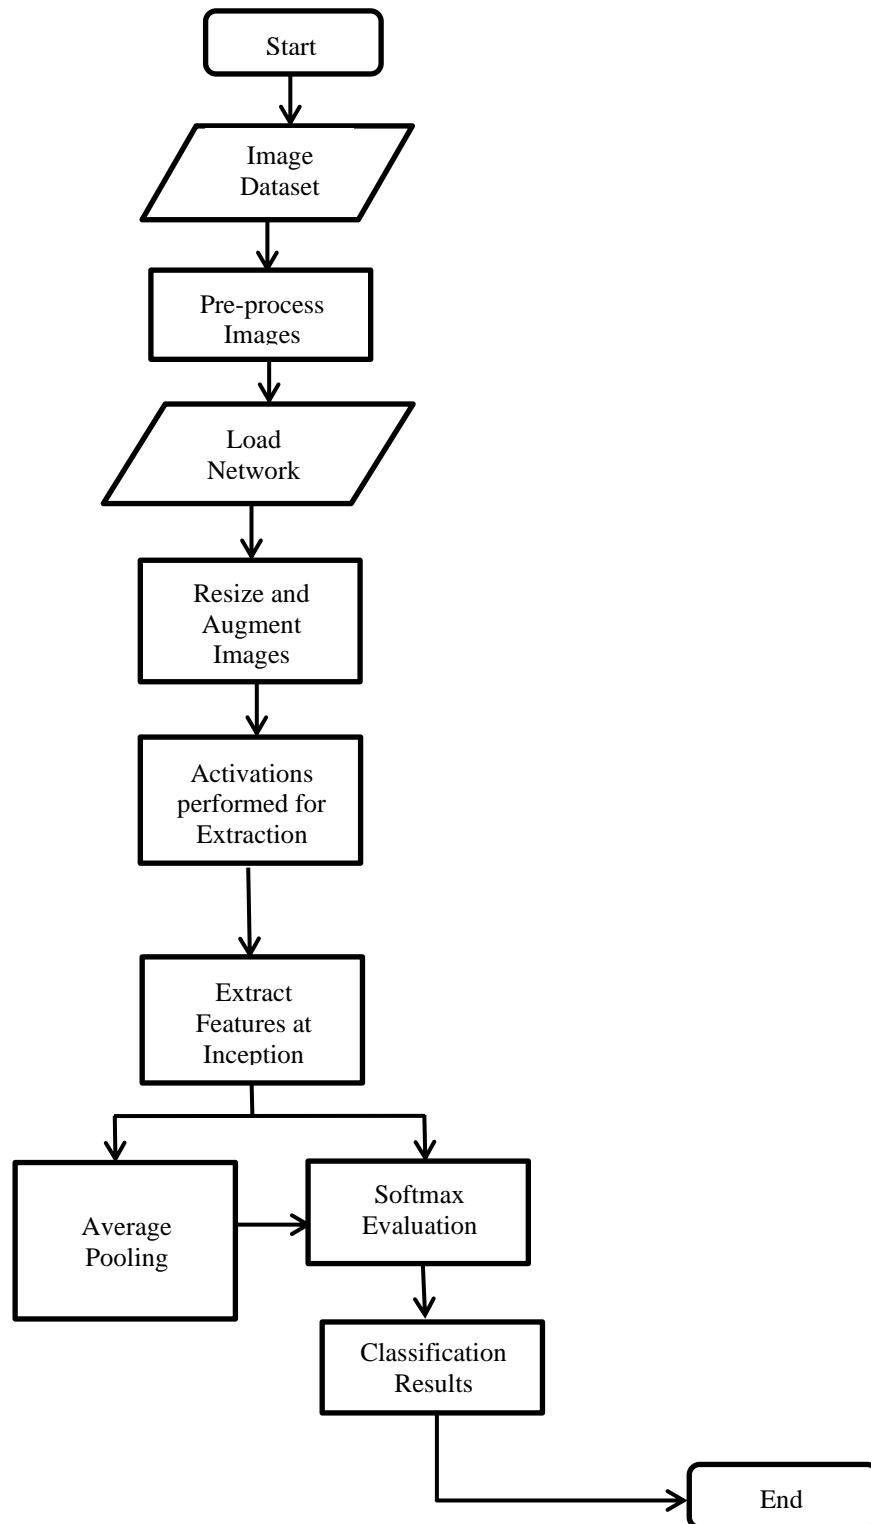 Start
Image
Dataset
Pre-process
Images
Load
Network
Resize and
Augment
Images
Activations
performed for
Extraction
Extract
Features at
Inception
Average
Pooling
Softmax
Evaluation
Classification
Results
End